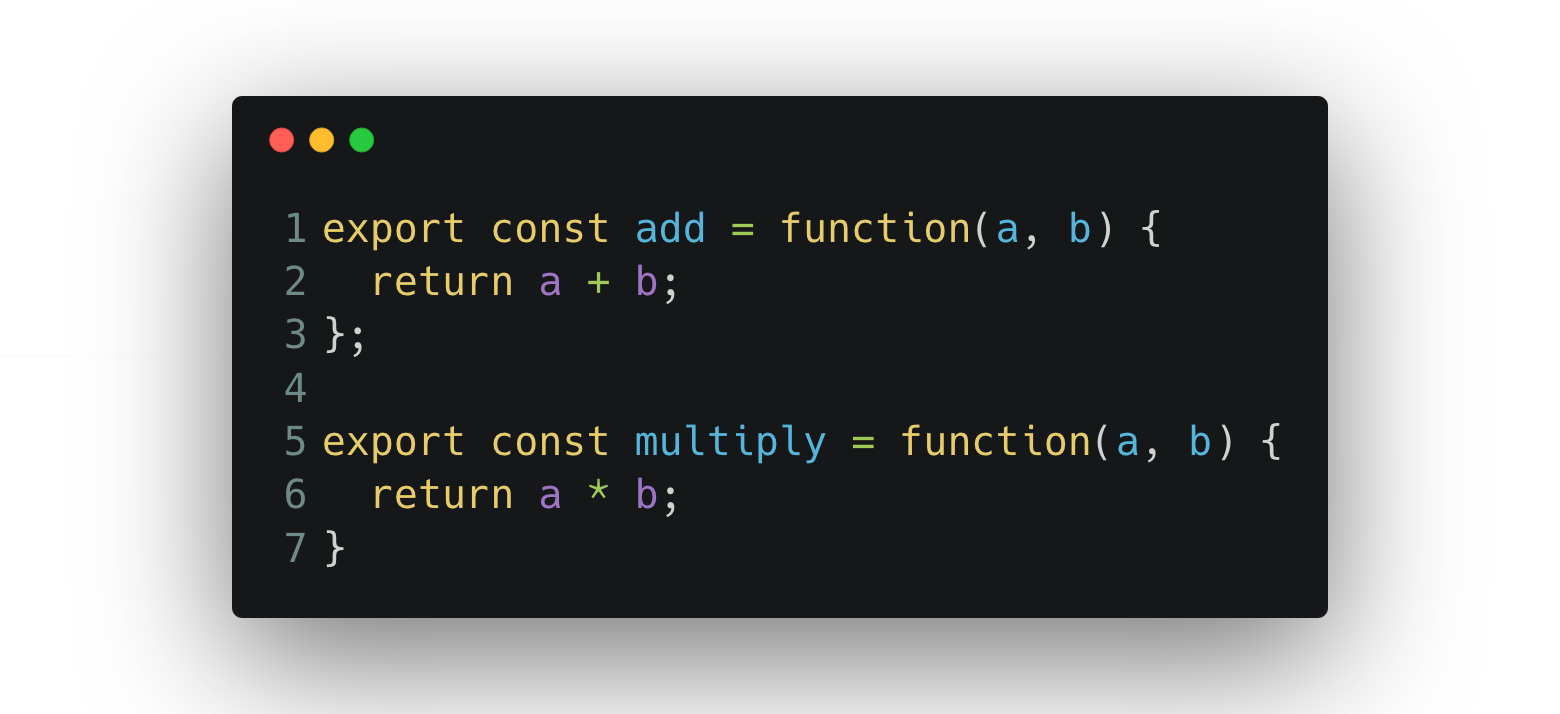 1 export const add = function(a, b) {
2   return a + b;
3 };
4
5 export const multiply = function(a, b) {
6   return a * b;
7 }